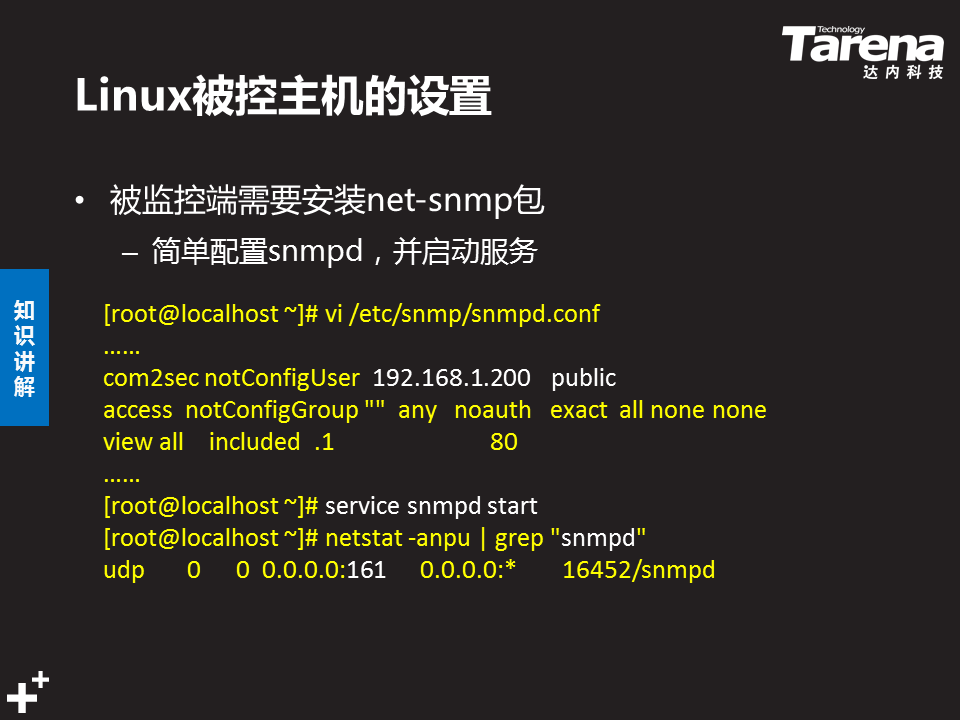 Technology
Tarena
达内科技
Linux被控主机的设置
• 被监控端需要安装net-snmp包
– 简单配置snmpd，并启动服务
知识讲解
[root@localhost ~]# vi /etc/snmp/snmpd.conf
……
com2sec notConfigUser 192.168.1.200 public
access notConfigGroup "" any noauth exact all none none
view all included .1 80
……
[root@localhost ~]# service snmpd start
[root@localhost ~]# netstat -anpu | grep "snmpd"
udp 0 0 0.0.0.0:161 0.0.0.0:* 16452/snmpd